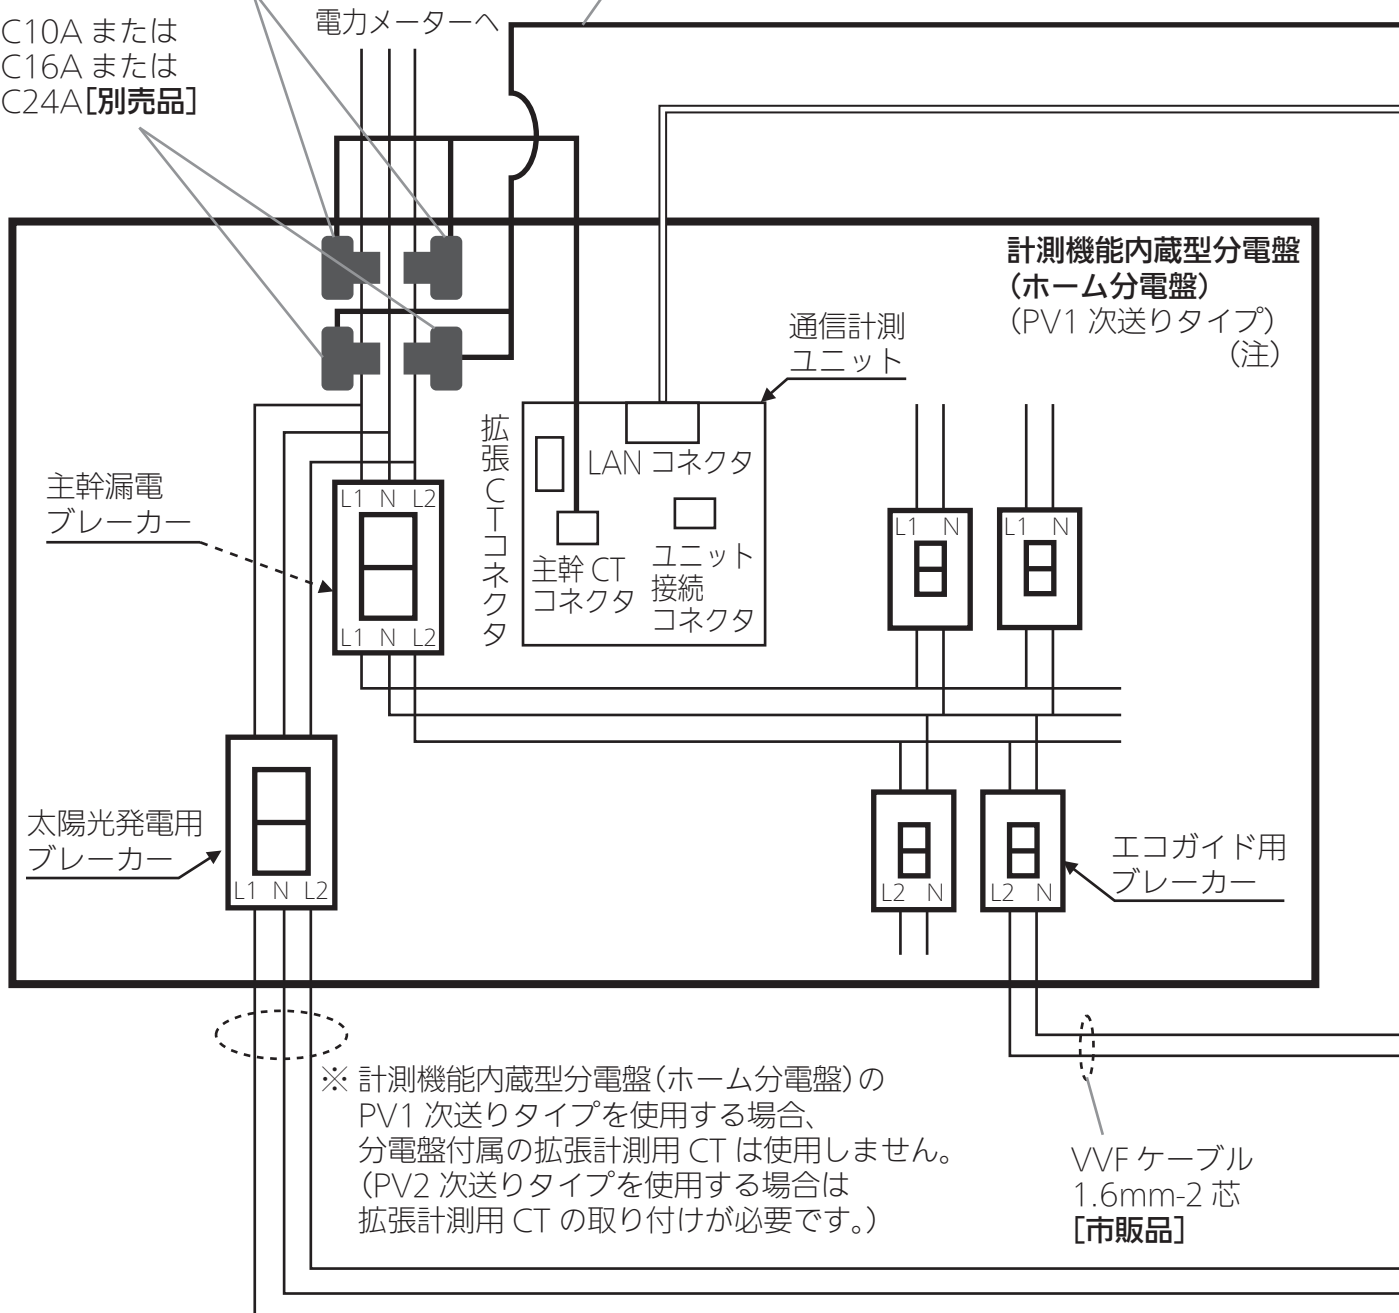 電力メーターへ
C10A または
C16A または
C24A[別売品]
計測機能内蔵型分電盤
(ホーム分電盤)
(PV1 次送りタイプ)
(注)
通信計測
ユニット
拡張CTコネクタ
LAN コネクタ
主幹 CT
コネクタ
ユニット
接続
コネクタ
主幹漏電
ブレーカー
L1 N L2
L1 N L2
L1 N
L1 N
太陽光発電用
ブレーカー
L1 N L2
L2 N
L2 N
エコガイド用
ブレーカー
※ 計測機能内蔵型分電盤(ホーム分電盤)の
PV1 次送りタイプを使用する場合、
分電盤付属の拡張計測用 CT は使用しません。
(PV2 次送りタイプを使用する場合は
拡張計測用 CT の取り付けが必要です。)
VVF ケーブル
1.6mm-2 芯
[市販品]